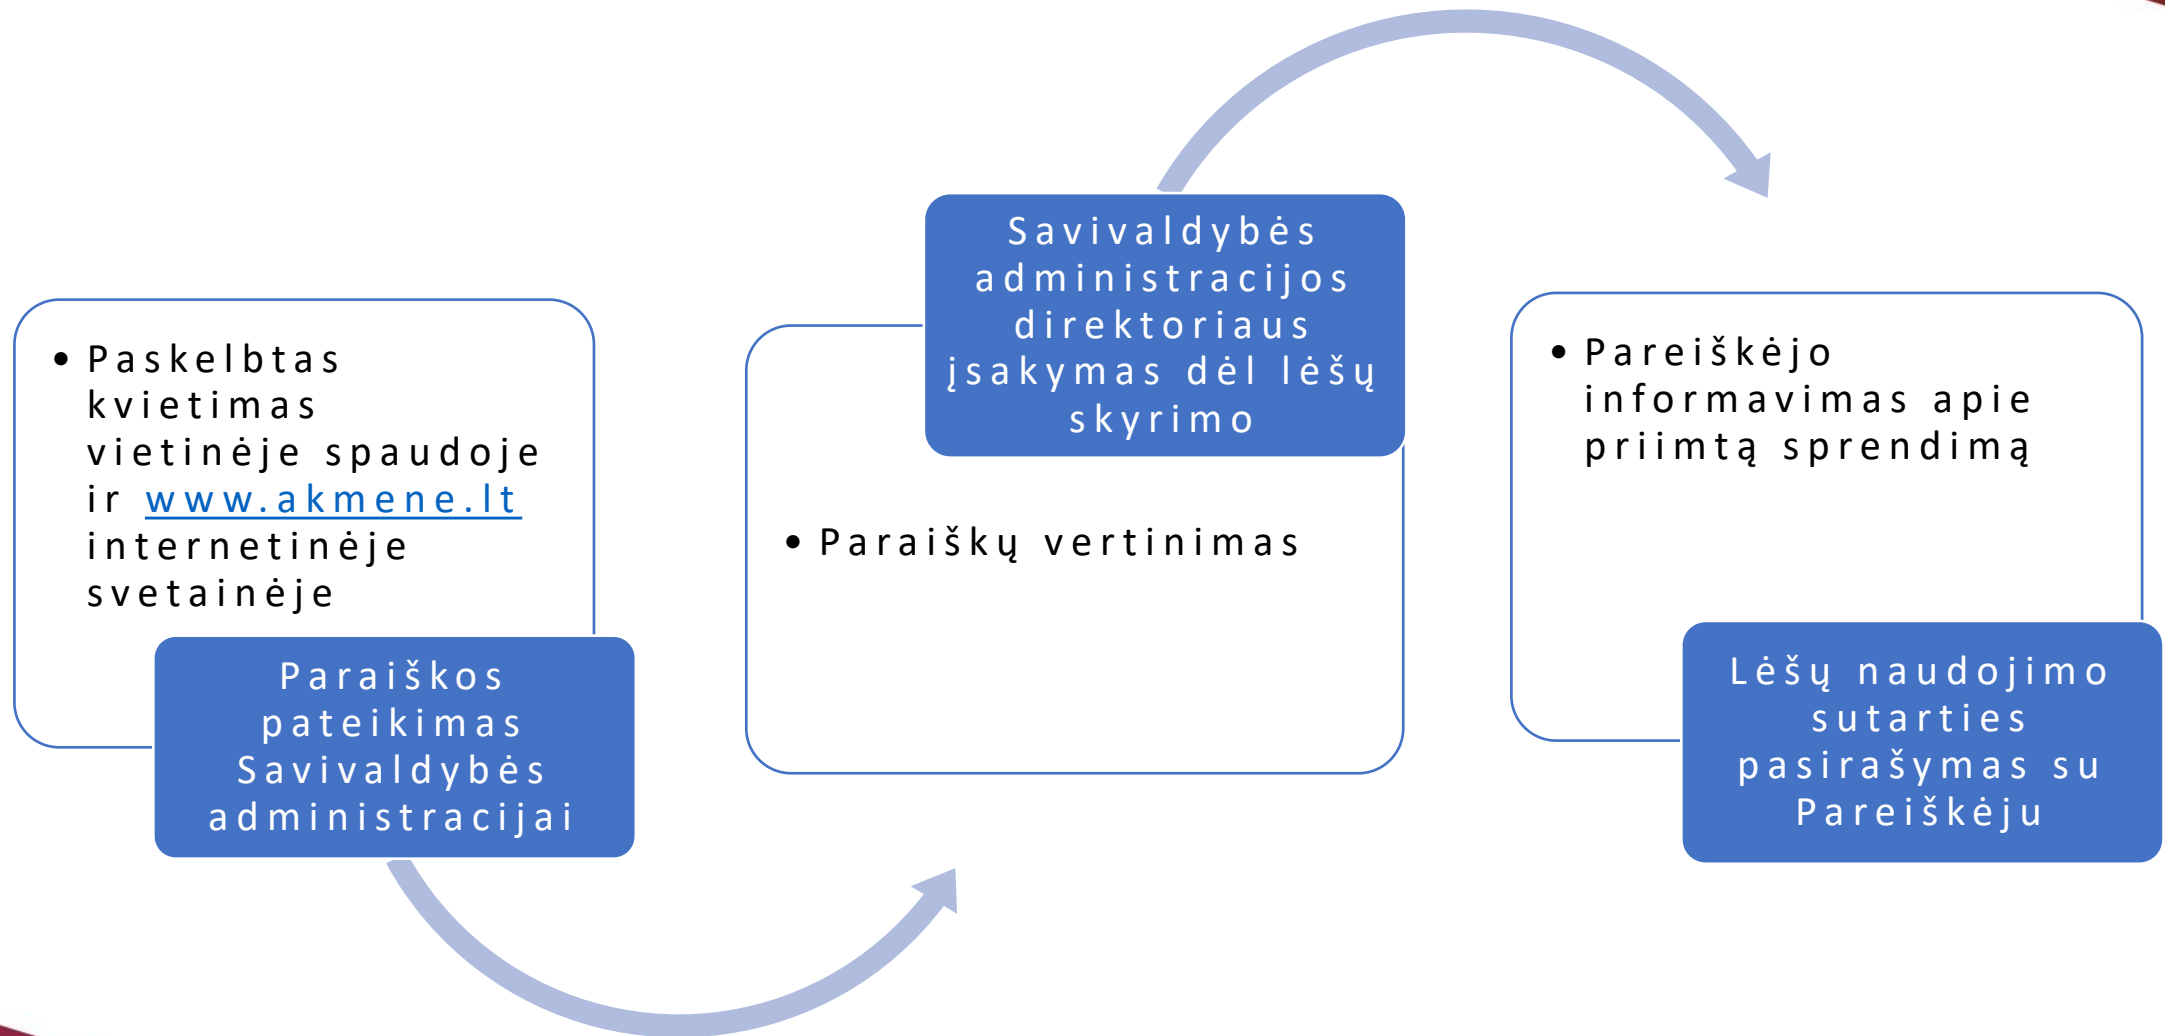 • Paskelbtas
kvietimas
vietinėje spaudoje
ir www.akmene.lt
internetinėje
svetainėje
Paraiškos
pateikimas
Savivaldybės
administracijai
Savivaldybės
administracijos
direktoriaus
įsakymas dėl lėšų
skyrimo
• Paraiškų vertinimas
• Pareiškėjo
informavimas apie
priimtą sprendimą
Lėšų naudojimo
sutarties
pasirašymas su
Pareiškėju